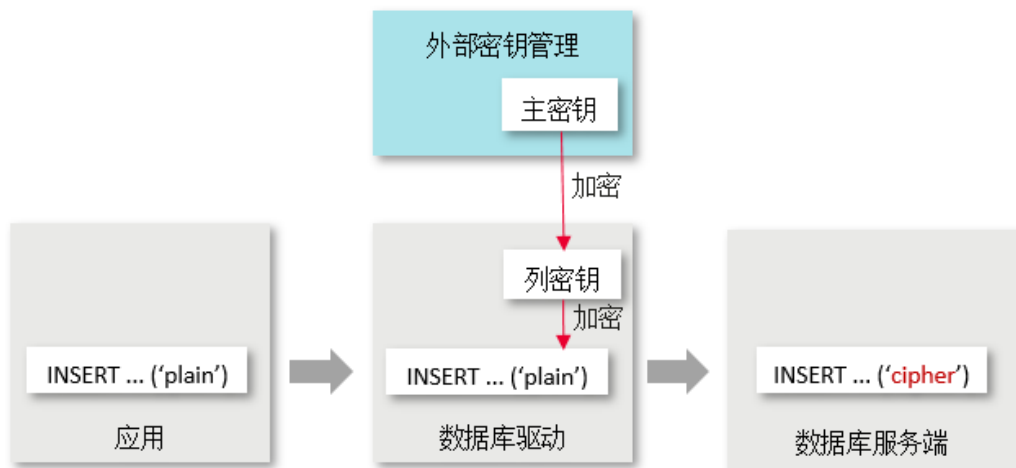 外部密钥管理
主密钥
加密
列密钥
加密
INSERT ... (‘plain’)
INSERT ... (‘plain’)
INSERT ... (‘cipher’)
应用
数据库驱动
数据库服务端